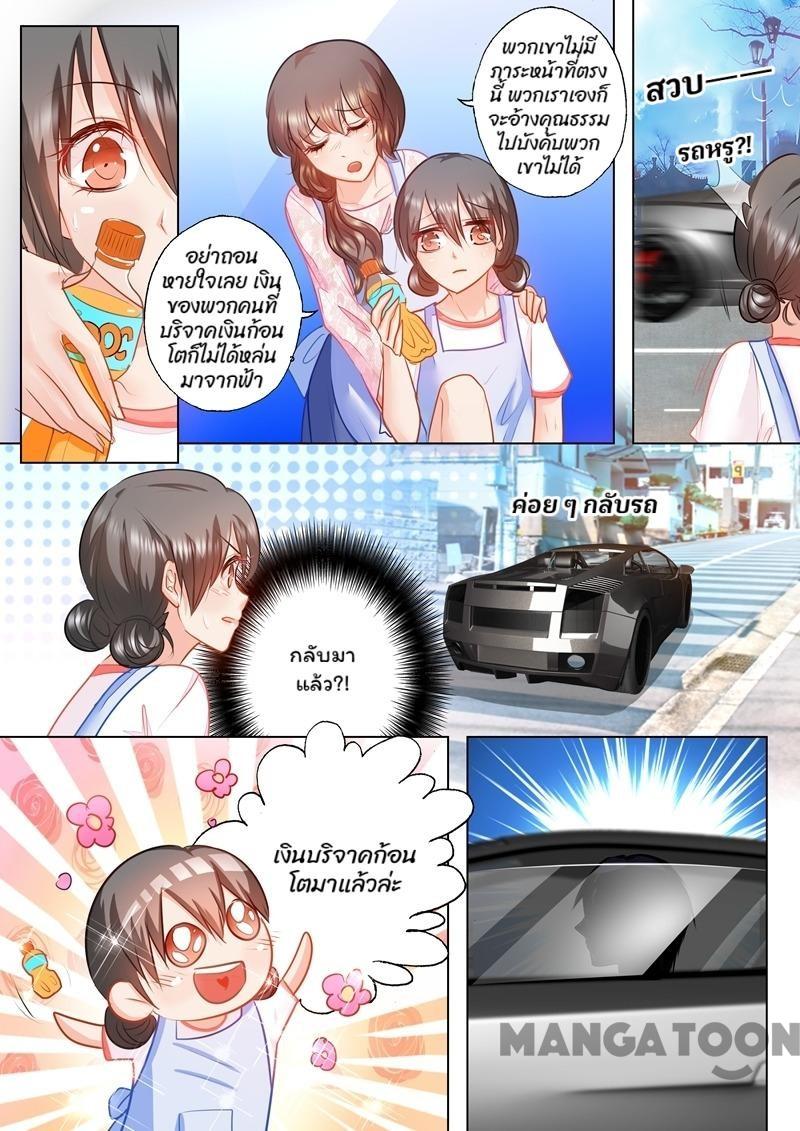 พวกเขาไม่มี
ภาระหน้าที่ตรง
นี้ พวกเราเองก็
จะอ้างคุณธรรม
ไปบังคับพวก
เขาไม่ได้
อย่าถอน
หายใจเลย เงิน
ของพวกคนที่
บริจาคเงินก้อน
โตก็ไม่ได้หล่น
มาจากฟ้า
สวบ——
รถหรู?!
ค่อย ๆ กลับรถ
กลับมา
แล้ว?!
เงินบริจาคก้อน
โตมาแล้วล่ะ
MANGATOON